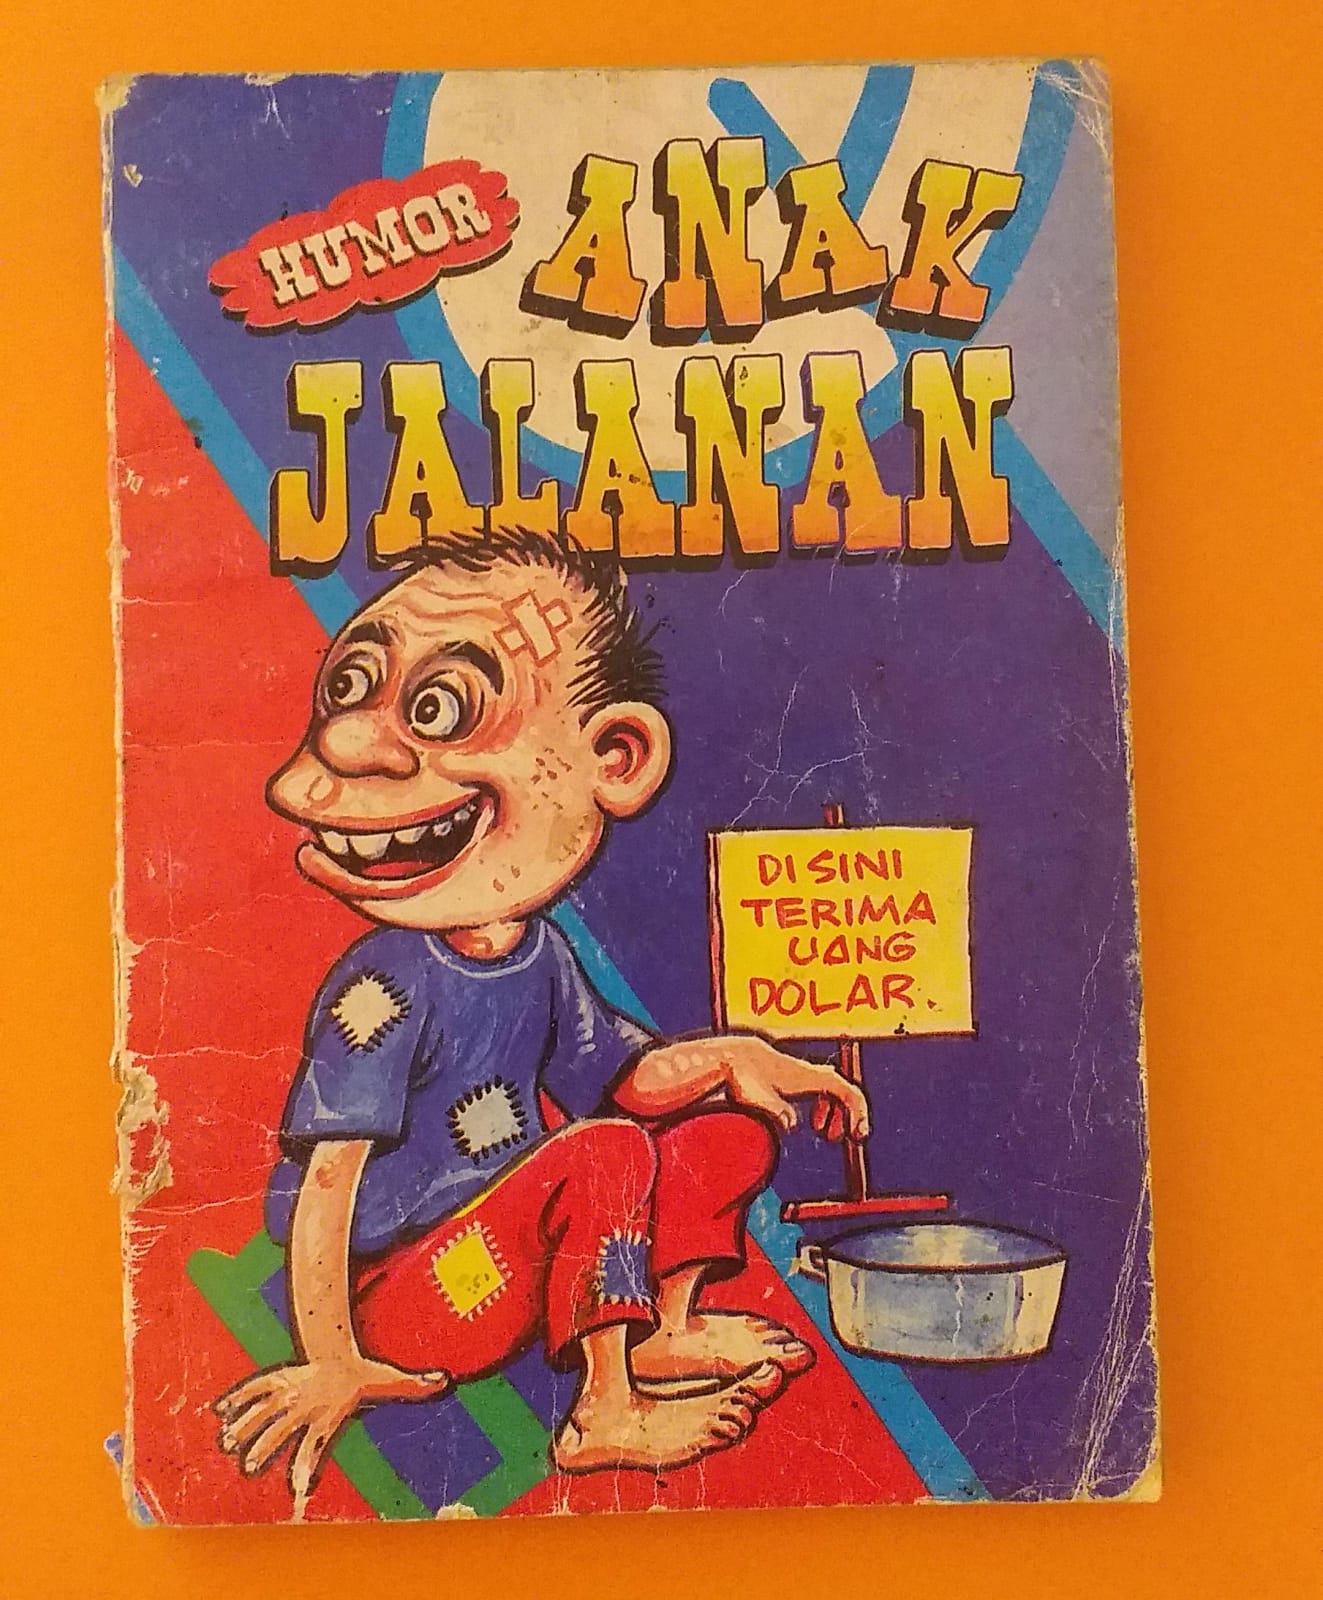 HUMOR
ANAK
JALANAN
DI SINI
TERIMA
UANG
DOLAR.